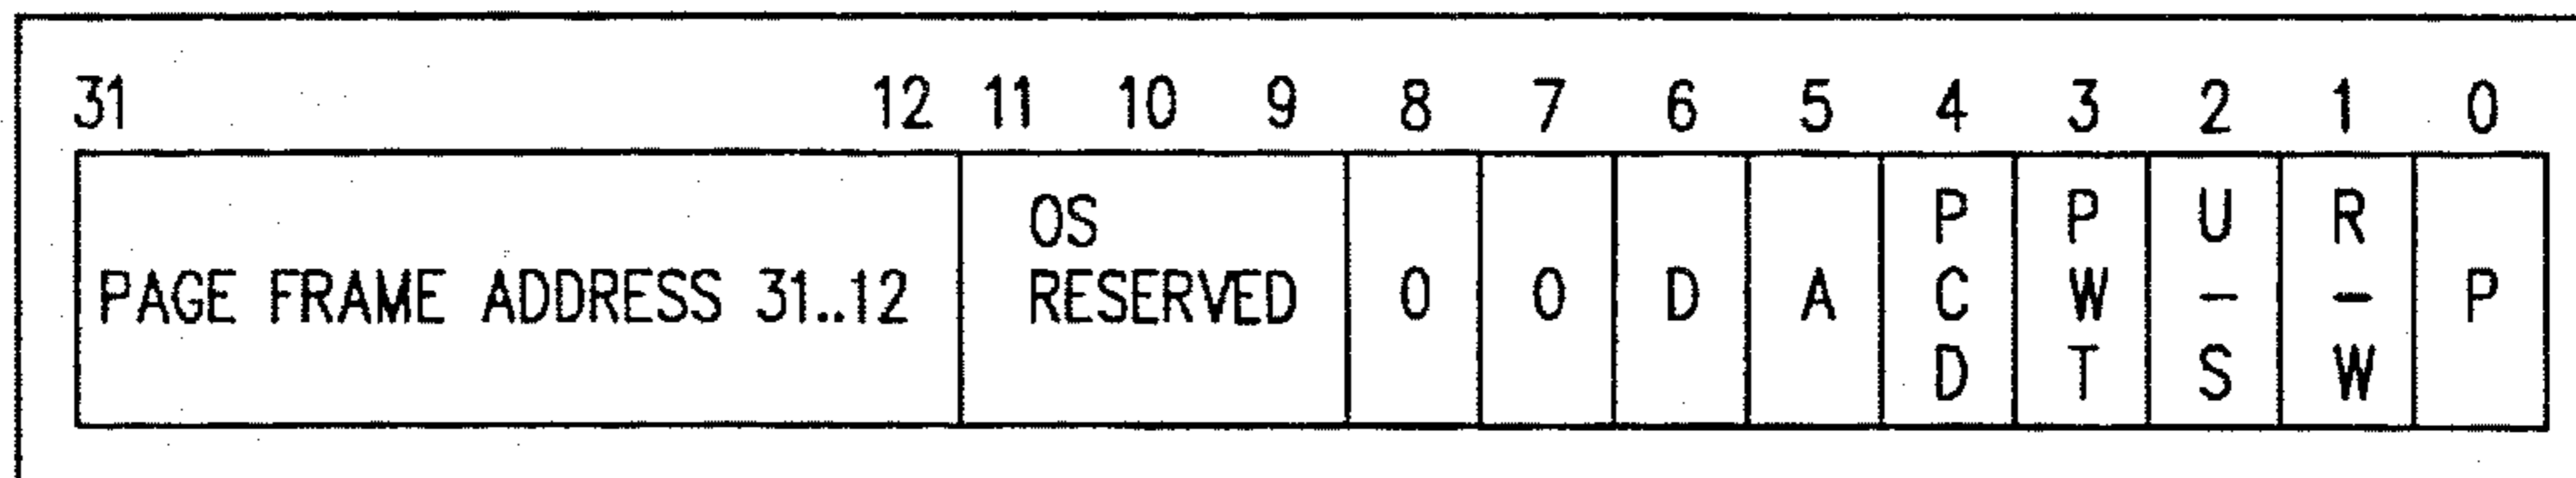 31 12 11 10 9 8 7 6 5 4 3 2 1 0
PAGE FRAME ADDRESS 31..12
OS
RESERVED
0
0
D
A
P
C
D
P
W
T
U
–
S
R
–
W
P